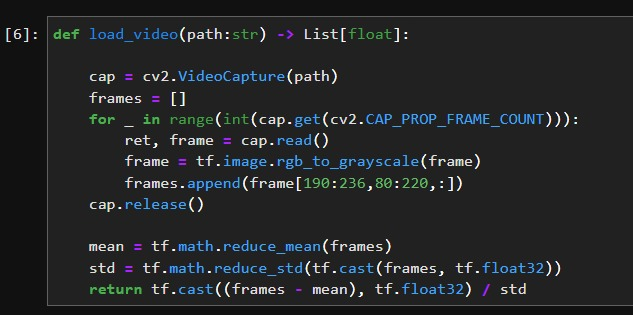 [6]: def load_video(path:str) -> List[float]:
cap = cv2.VideoCapture(path)
frames = []
for _ in range(int(cap.get(cv2.CAP_PROP_FRAME_COUNT))):
ret, frame = cap.read()
frame = tf.image.rgb_to_grayscale(frame)
frames.append(frame[190:236,80:220,:])
cap.release()
mean = tf.math.reduce_mean(frames)
std = tf.math.reduce_std(tf.cast(frames, tf.float32))
return tf.cast((frames - mean), tf.float32) / std